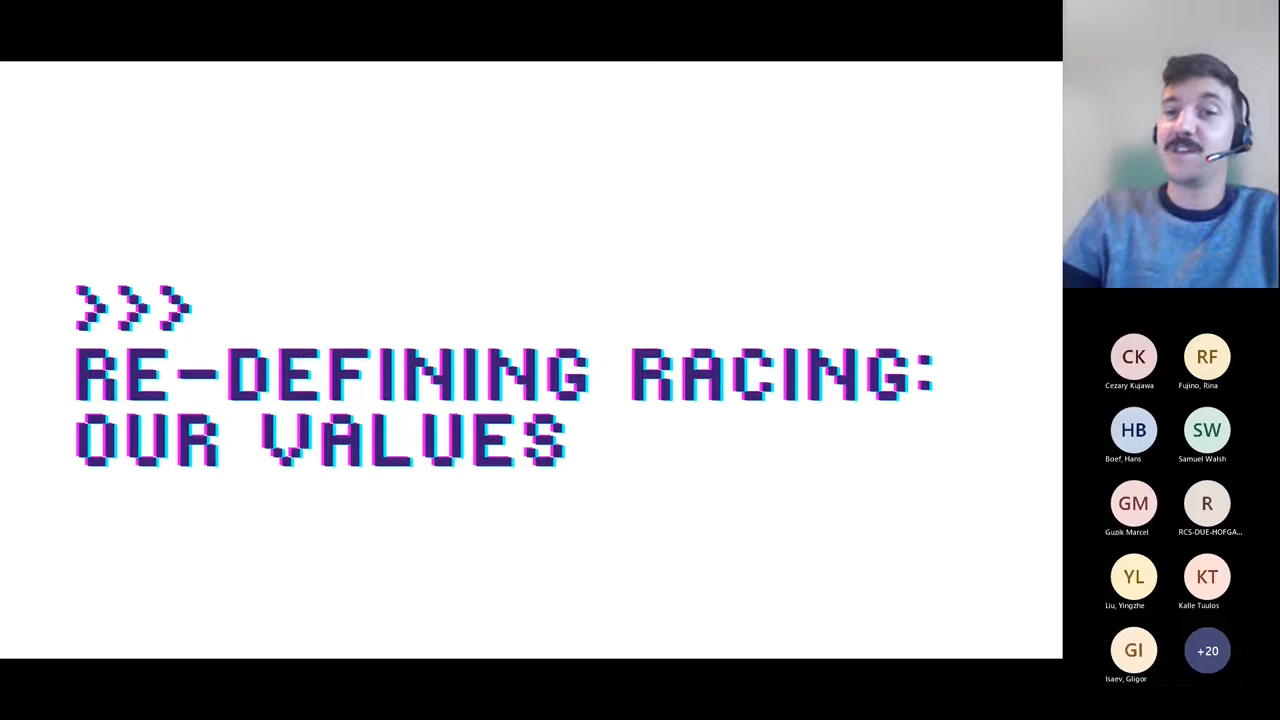 >>>
RE-DEFINING RACING:
OUR VALUES
CK
Cezary Kujawa
RF
Fujino, Rina
HB
Boef, Hans
SW
Samuel Walsh
GM
Guzik Marcel
R
RCS-DUE-HOFGA...
YL
Liu, Yingzhe
KT
Kalle Tuulos
GI
Isaev, Gligor
+20